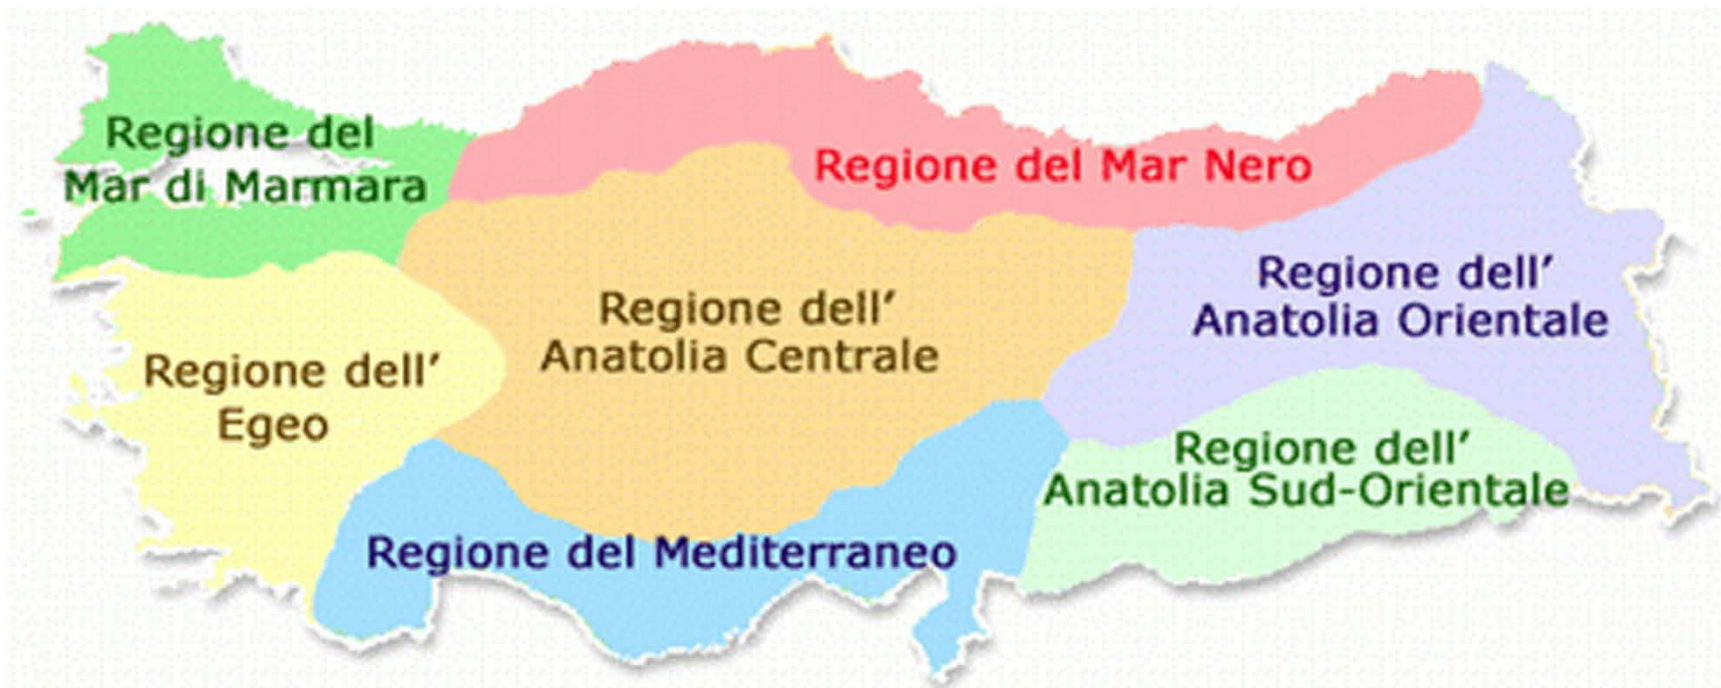 Regione del
Mar di Marmara
Regione del Mar Nero
Regione dell'
Anatolia Orientale
Regione dell'
Anatolia Centrale
Regione dell'
Egeo
Regione dell'
Anatolia Sud-Orientale
Regione del Mediterraneo